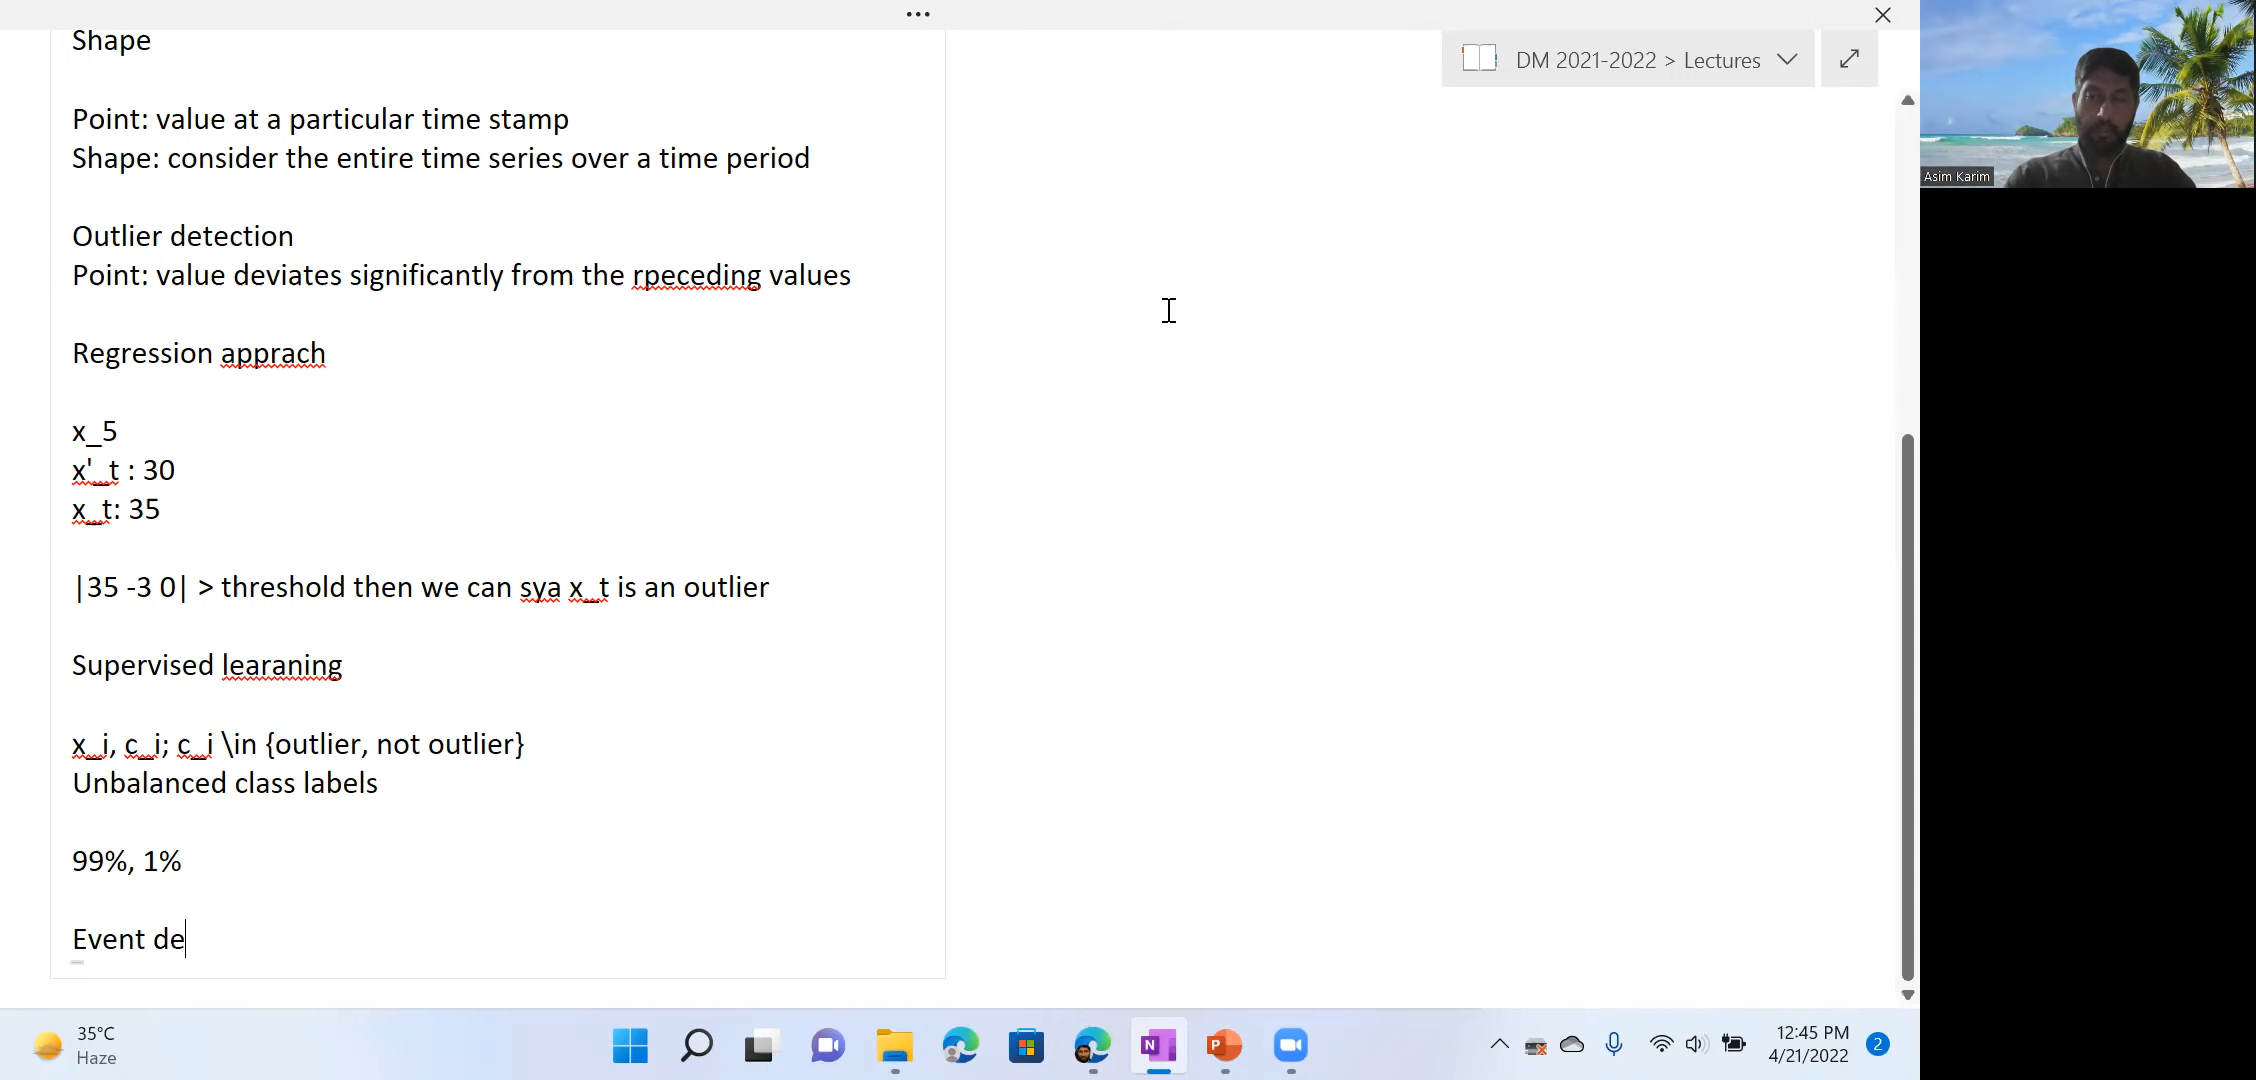 Shape
DM 2021-2022 > Lectures
Asim Karim
Point: value at a particular time stamp
Shape: consider the entire time series over a time period
Outlier detection
Point: value deviates significantly from the rpeceding values
Regression apprach
x_5
x'_t : 30
x_t: 35
|35 -3 0| > threshold then we can sya x_t is an outlier
Supervised learaning
x_i, c_i; c_i \in {outlier, not outlier}
Unbalanced class labels
99%, 1%
Event de
35°C
Haze
N
P
12:45 PM
4/21/2022
2